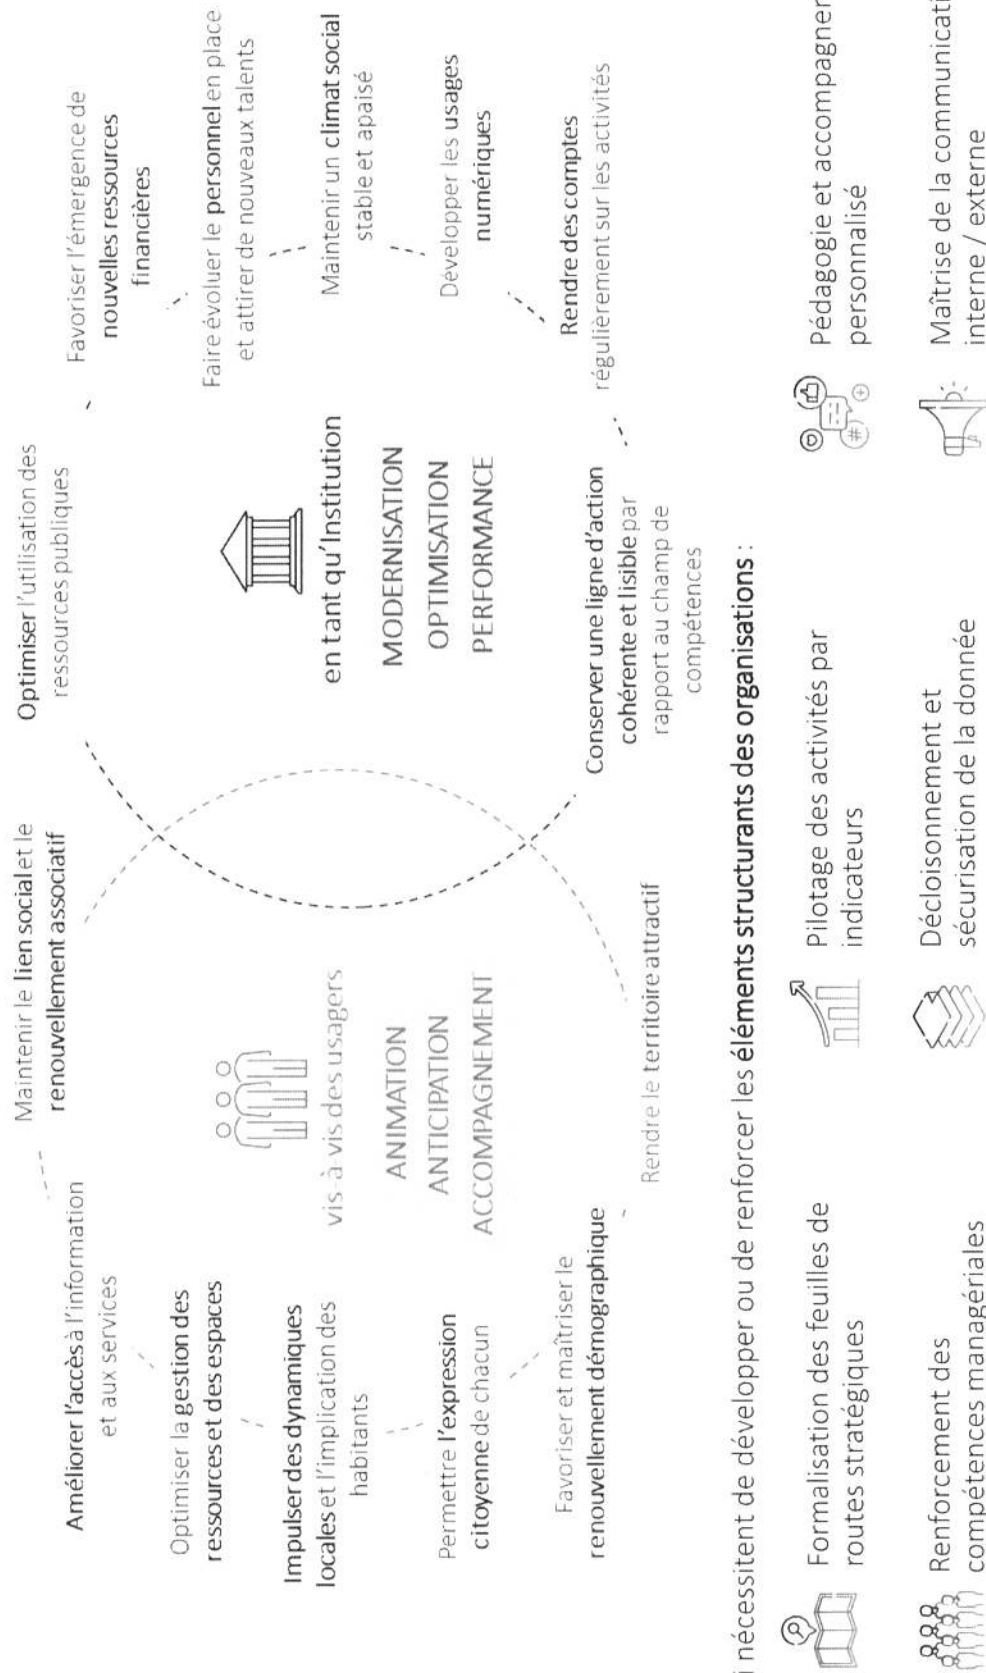 Maintenir le lien social et le
renouvellement associatif
Améliorer l'accès à l'information
et aux services
Optimiser la gestion des
ressources et des espaces
Impulser des dynamiques
locales et l'implication des
habitants
Permettre l'expression
citoyenne de chacun
Favoriser et maîtriser le
renouvellement démographique
Rendre le territoire attractif
vis-à-vis des usagers
ANIMATION
ANTICIPATION
ACCOMPAGNEMENT
Optimiser l'utilisation des
ressources publiques
Favoriser l'émergence de
nouvelles ressources
financières
Faire évoluer le personnel en place
et attirer de nouveaux talents
Maintenir un climat social
stable et apaisé
Développer les usages
numériques
Rendre des comptes
régulièrement sur les activités
Conserver une ligne d'action
cohérente et lisible par
rapport au champ de
compétences
en tant qu'Institution
MODERNISATION
OPTIMISATION
PERFORMANCE
i nécessitent de développer ou de renforcer les éléments structurants des organisations :
Formalisation des feuilles de
routes stratégiques
Pilotage des activités par
indicateurs
Pédagogie et accompagner
personnalisé
Renforcement des
compétences managériales
Décloisonnement et
sécurisation de la donnée
Maîtrise de la communicati
interne / externe